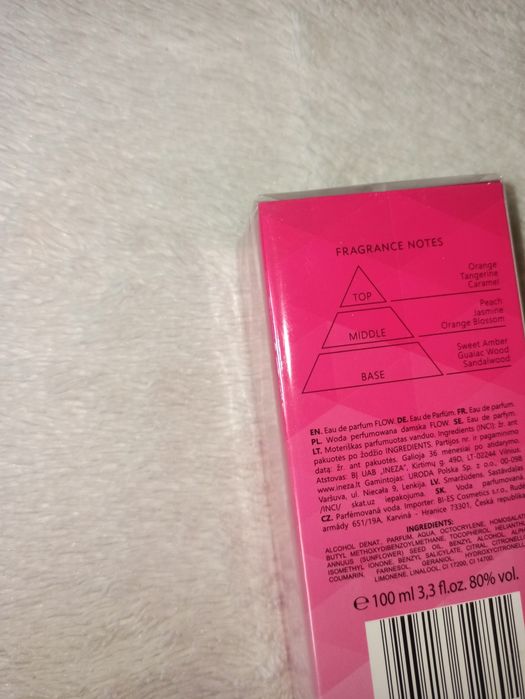 FRAGRANCE NOTES
TOP
Orange
Tangerine
Caramel
MIDDLE
Peach
Jasmine
Orange Blossom
BASE
Sweet Amber
Guaiac Wood
Sandalwood
EN. Eau de parfum FLOW. DE. Eau de Parfüm. FR. Eau de parfum.
PL. Woda perfumowana damska FLOW. SE. Eau de parfym.
LT. Moteriškas parfumuotas vanduo. Ingredients (INCI): žr. ant
pakuotės po žodžio INGREDIENTS. Partijos nr. ir pagaminimo
datą: žr. ant pakuotės. Galioja 36 mėnesiai po atidarymo.
Atstovas: BĮ UAB „INEZA", Kirtimų g. 49D, LT-02244 Vilnius,
www.ineza.lt Gamintojas: URODA Polska Sp. z o.o., 00-098
Varšuva, ul. Niecała 9, Lenkija. LV. Smaržūdens. Sastāvdaļas
/INCI/ skat.uz iepakojuma. SK. Voda parfumovaná.
CZ. Parfémovaná voda. Importer: BI-ES Cosmetics s.r.o., Rudé
armády 651/19A, Karviná - Hranice 73301, Česká republika
INGREDIENTS:
ALCOHOL DENAT. PARFUM, AQUA, OCTOCRYLENE, HOMOSALATE,
BUTYL METHOXYDIBENZOYLMETHANE, TOCOPHEROL, HELIANTHUS
ANNUUS (SUNFLOWER) SEED OIL, BENZYL ALCOHOL, ALPHA-
ISOMETHYL IONONE, BENZYL SALICYLATE, CITRAL, CITRONELLOL,
COUMARIN, FARNESOL, GERANIOL, HYDROXYCITRONELLAL,
LIMONENE, LINALOOL, CI 17200, CI 14700.
℮ 100 ml 3,3 fl.oz. 80% vol.